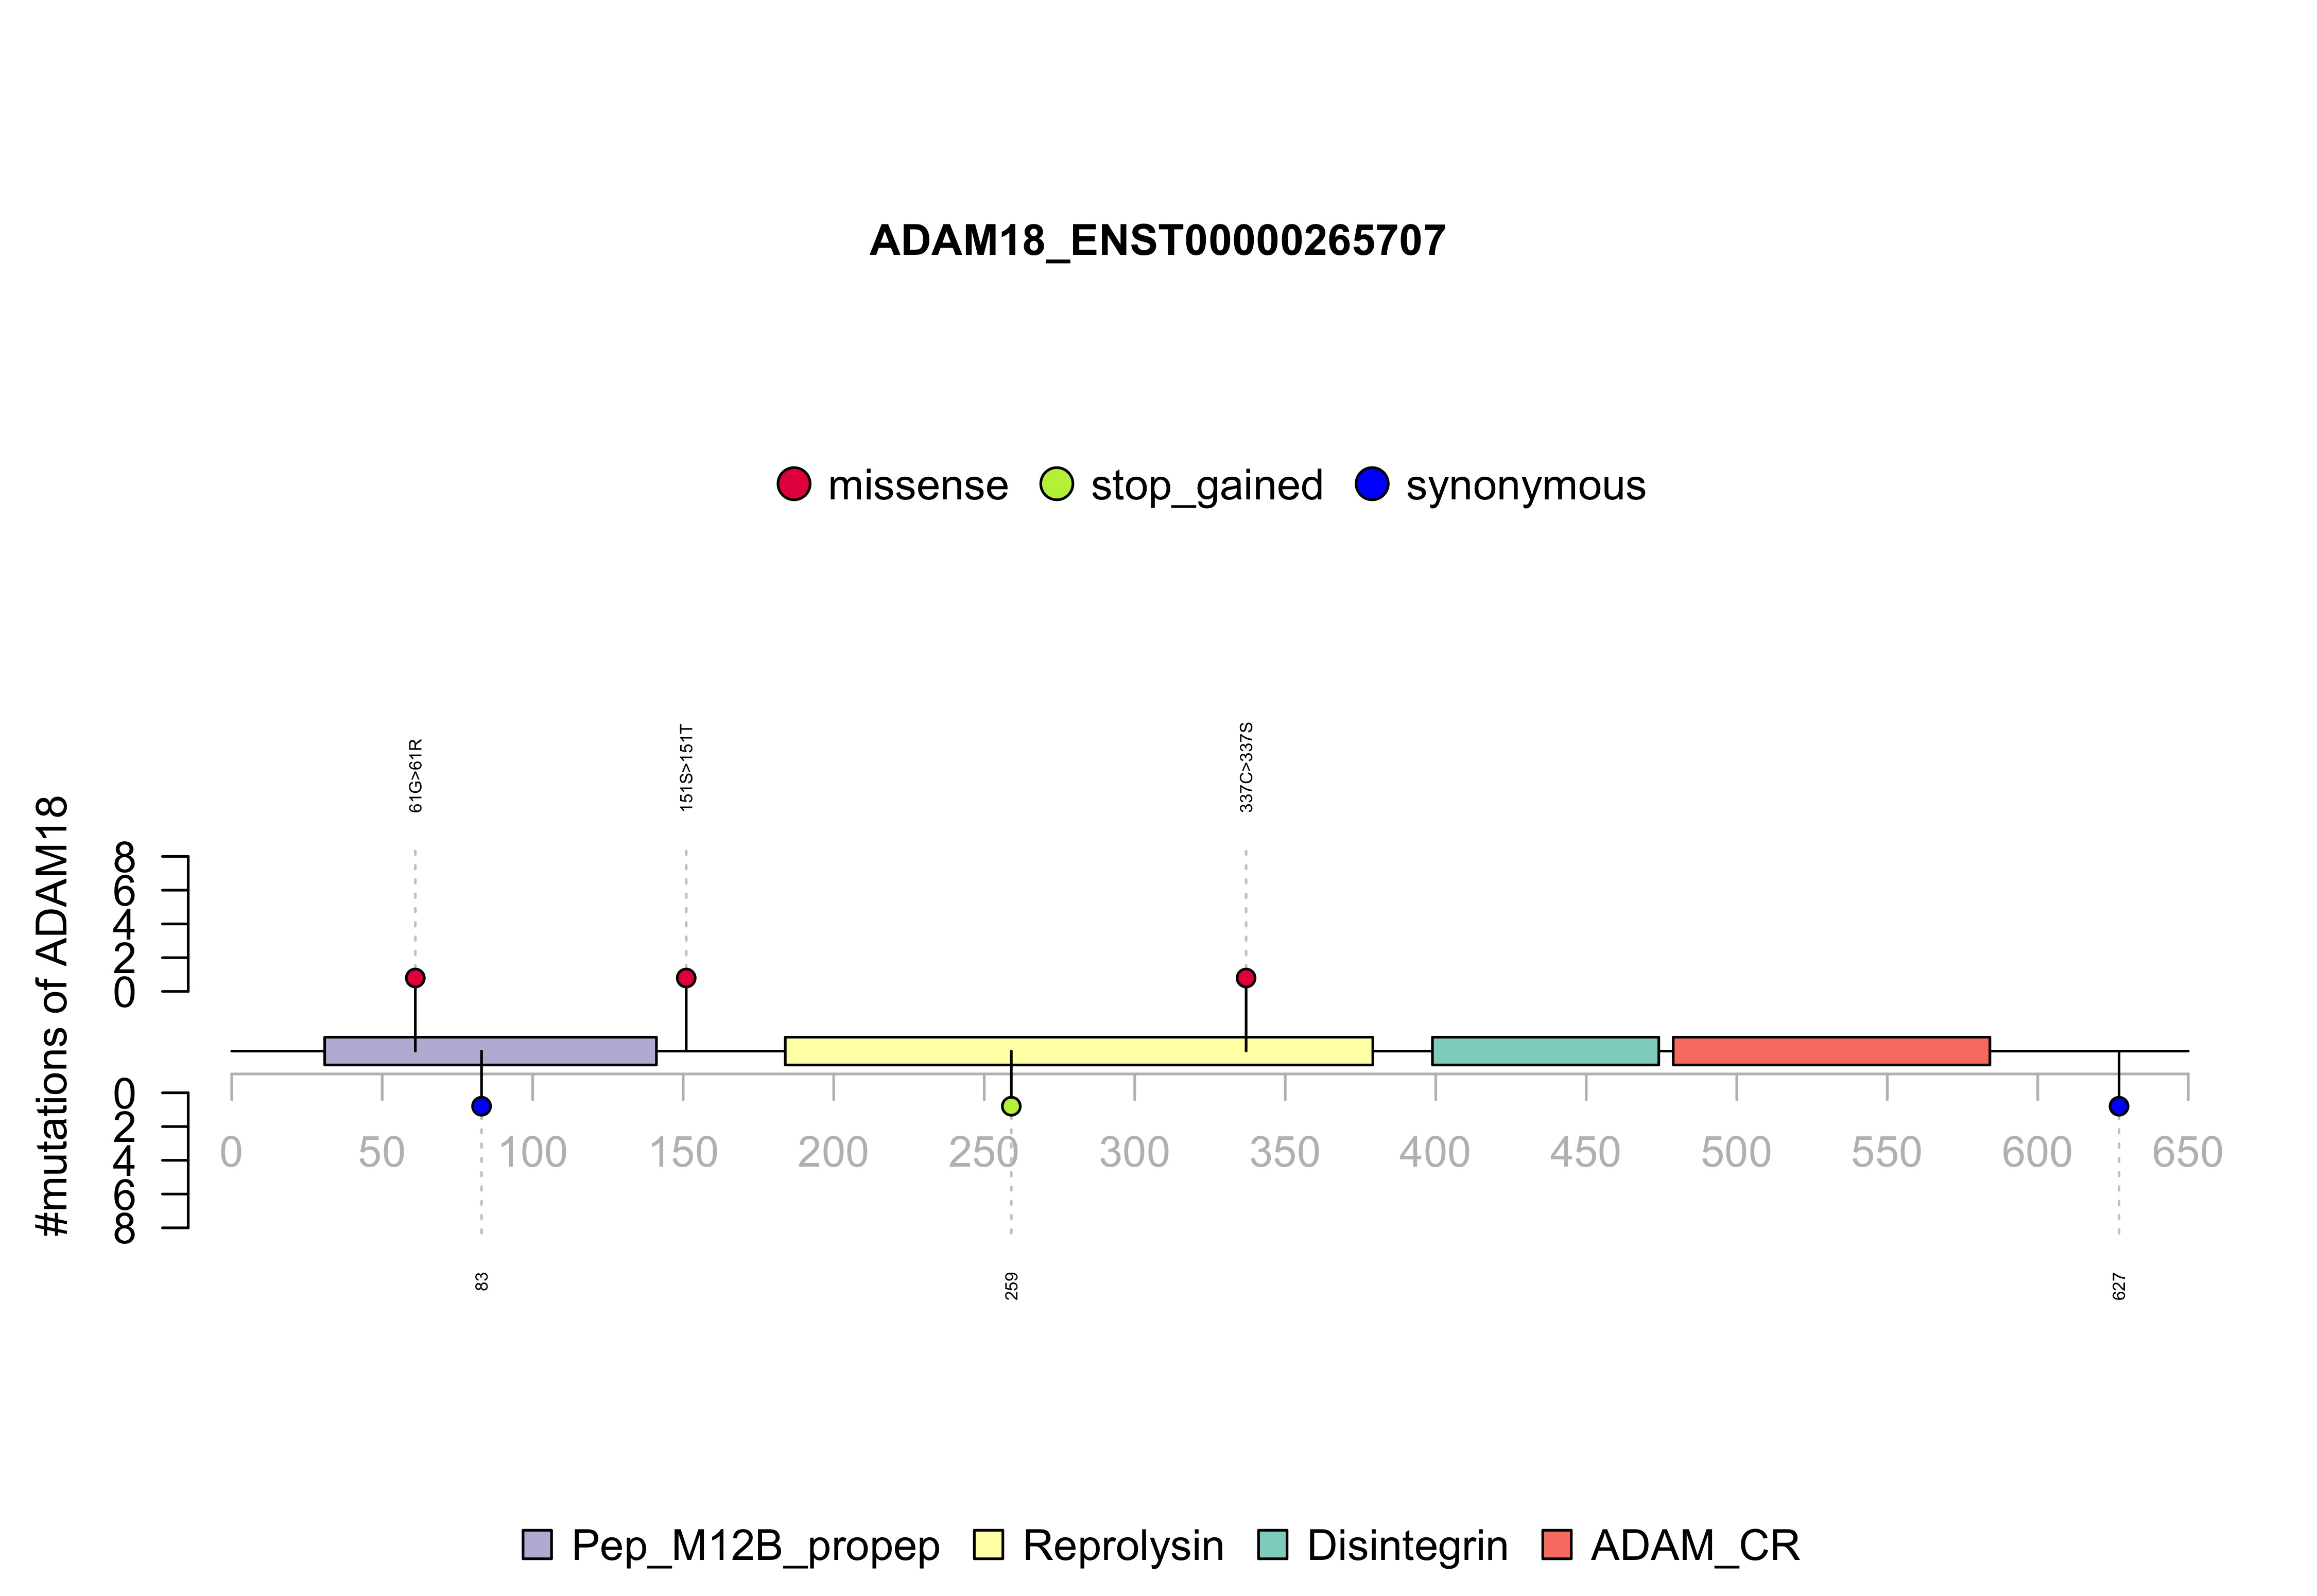 ADAM18_ENST00000265707
missense stop_gained synonymous
61G>61R 151S>151T 337C>337S
#mutations of ADAM18
8
6
4
2
0
0
2
4
6
8
0 50 100 150 200 250 300 350 400 450 500 550 600 650
83 259 627
Pep_M12B_propep Reprolysin Disintegrin ADAM_CR